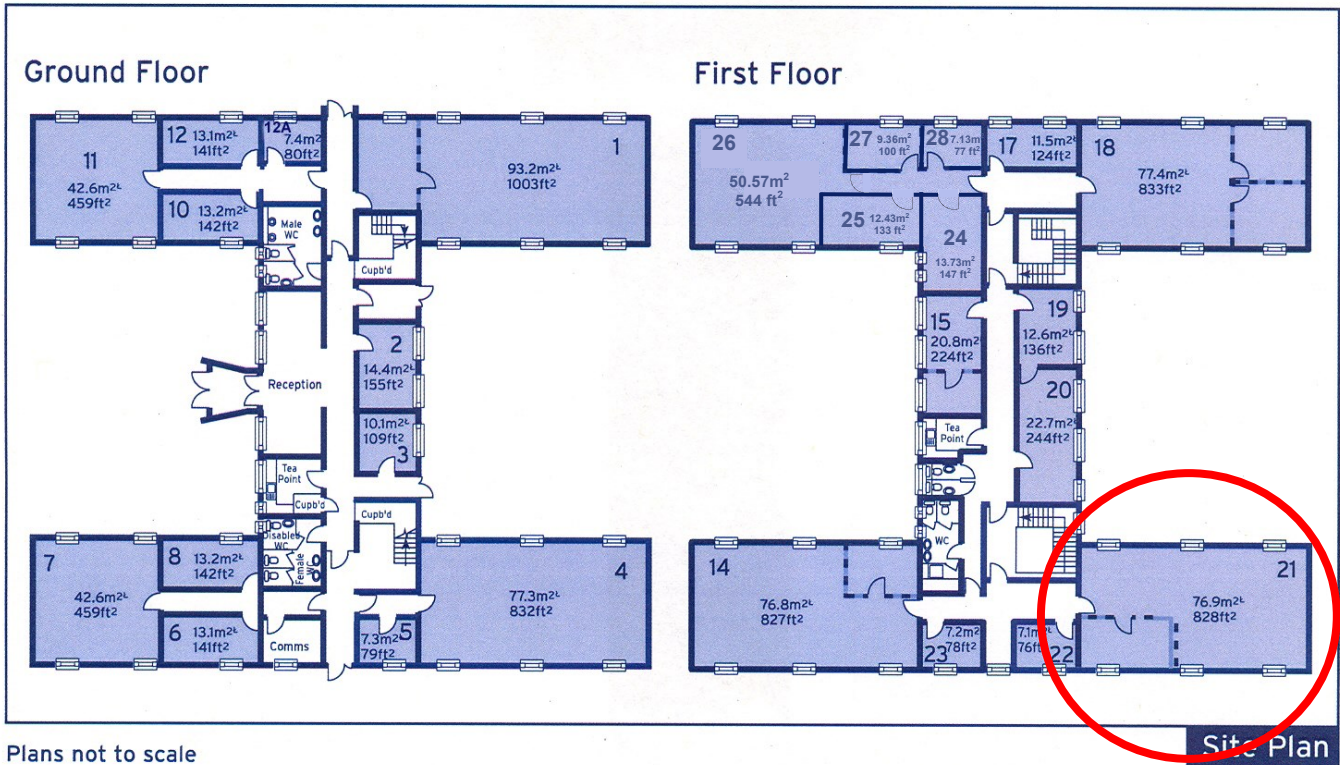 Ground Floor
First Floor
11
42.6m²
459ft²
12 13.1m²
141ft²
12A
7.4m²
80ft²
10 13.2m²
142ft²
Male
WC
Cupb'd
1
93.2m²
1003ft²
2
14.4m²
155ft²
Reception
10.1m²
109ft²
3
Tea
Point
Cupb'd
Cupb'd
Disabled
WC
Female
WC
7
42.6m²
459ft²
8 13.2m²
142ft²
6 13.1m²
141ft²
Comms
5
7.3m²
79ft²
4
77.3m²
832ft²
26
50.57m²
544 ft²
27 9.36m²
100 ft²
28 7.13m²
77 ft²
25 12.43m²
133 ft²
24
13.73m²
147 ft²
17 11.5m²
124ft²
18
77.4m²
833ft²
15
20.8m²
224ft²
19
12.6m²
136ft²
20
22.7m²
244ft²
Tea
Point
WC
14
76.8m²
827ft²
23 7.2m²
78ft²
7.1m²
76ft²
22
21
76.9m²
828ft²
Plans not to scale
Site Plan